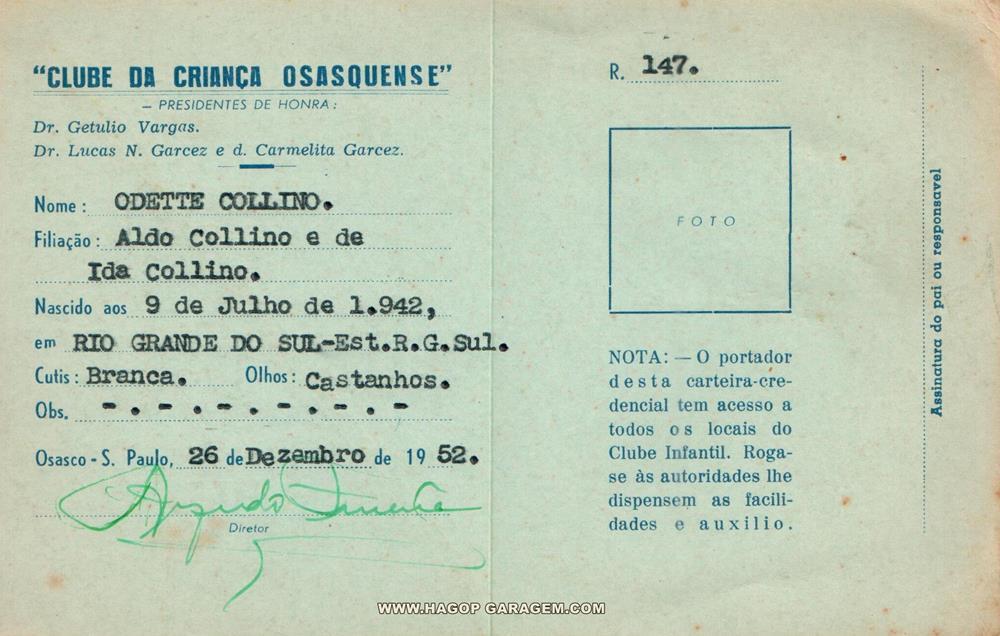 "CLUBE DA CRIANÇA OSASQUENSE"
— PRESIDENTES DE HONRA:
Dr. Getulio Vargas.
Dr. Lucas N. Garcez e d. Carmelita Garcez.
Nome: ODETTE COLLINO.
Filiação: Aldo Collino e de
Ida Collino.
Nascido aos 9 de Julho de 1.942,
em RIO GRANDE DO SUL-Est.R.G.Sul.
Cutis: Branca. Olhos: Castanhos.
Obs. -.-.-.-.-.-
Osasco - S. Paulo, 26 de Dezembro de 19 52.
Diretor
R. 147.
FOTO
NOTA: — O portador
desta carteira-cre-
dencial tem acesso a
todos os locais do
Clube Infantil. Roga-
se às autoridades lhe
dispensem as facili-
dades e auxilio.
Assinatura do pai ou responsavel
WWW.HAGOP GARAGEM.COM